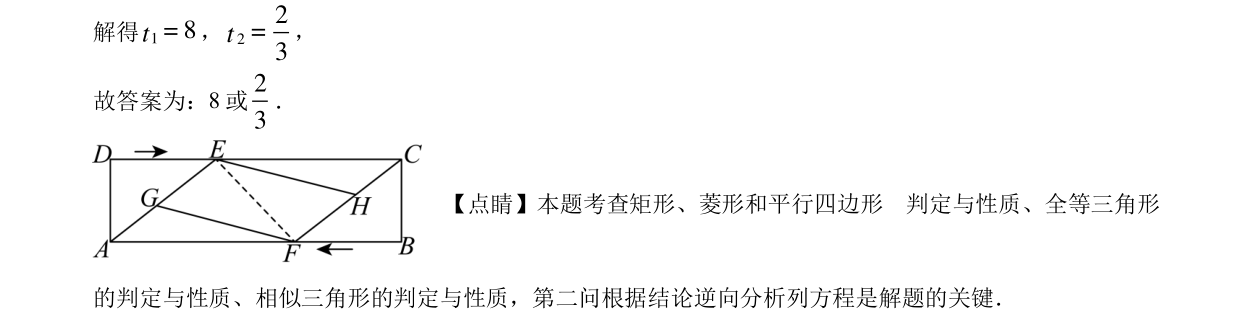 解得 t₁ = 8，t₂ = 2/3，
故答案为：8 或 2/3．
D E C
G H
A F B
【点睛】本题考查矩形、菱形和平行四边形 判定与性质、全等三角形
的判定与性质、相似三角形的判定与性质，第二问根据结论逆向分析列方程是解题的关键．